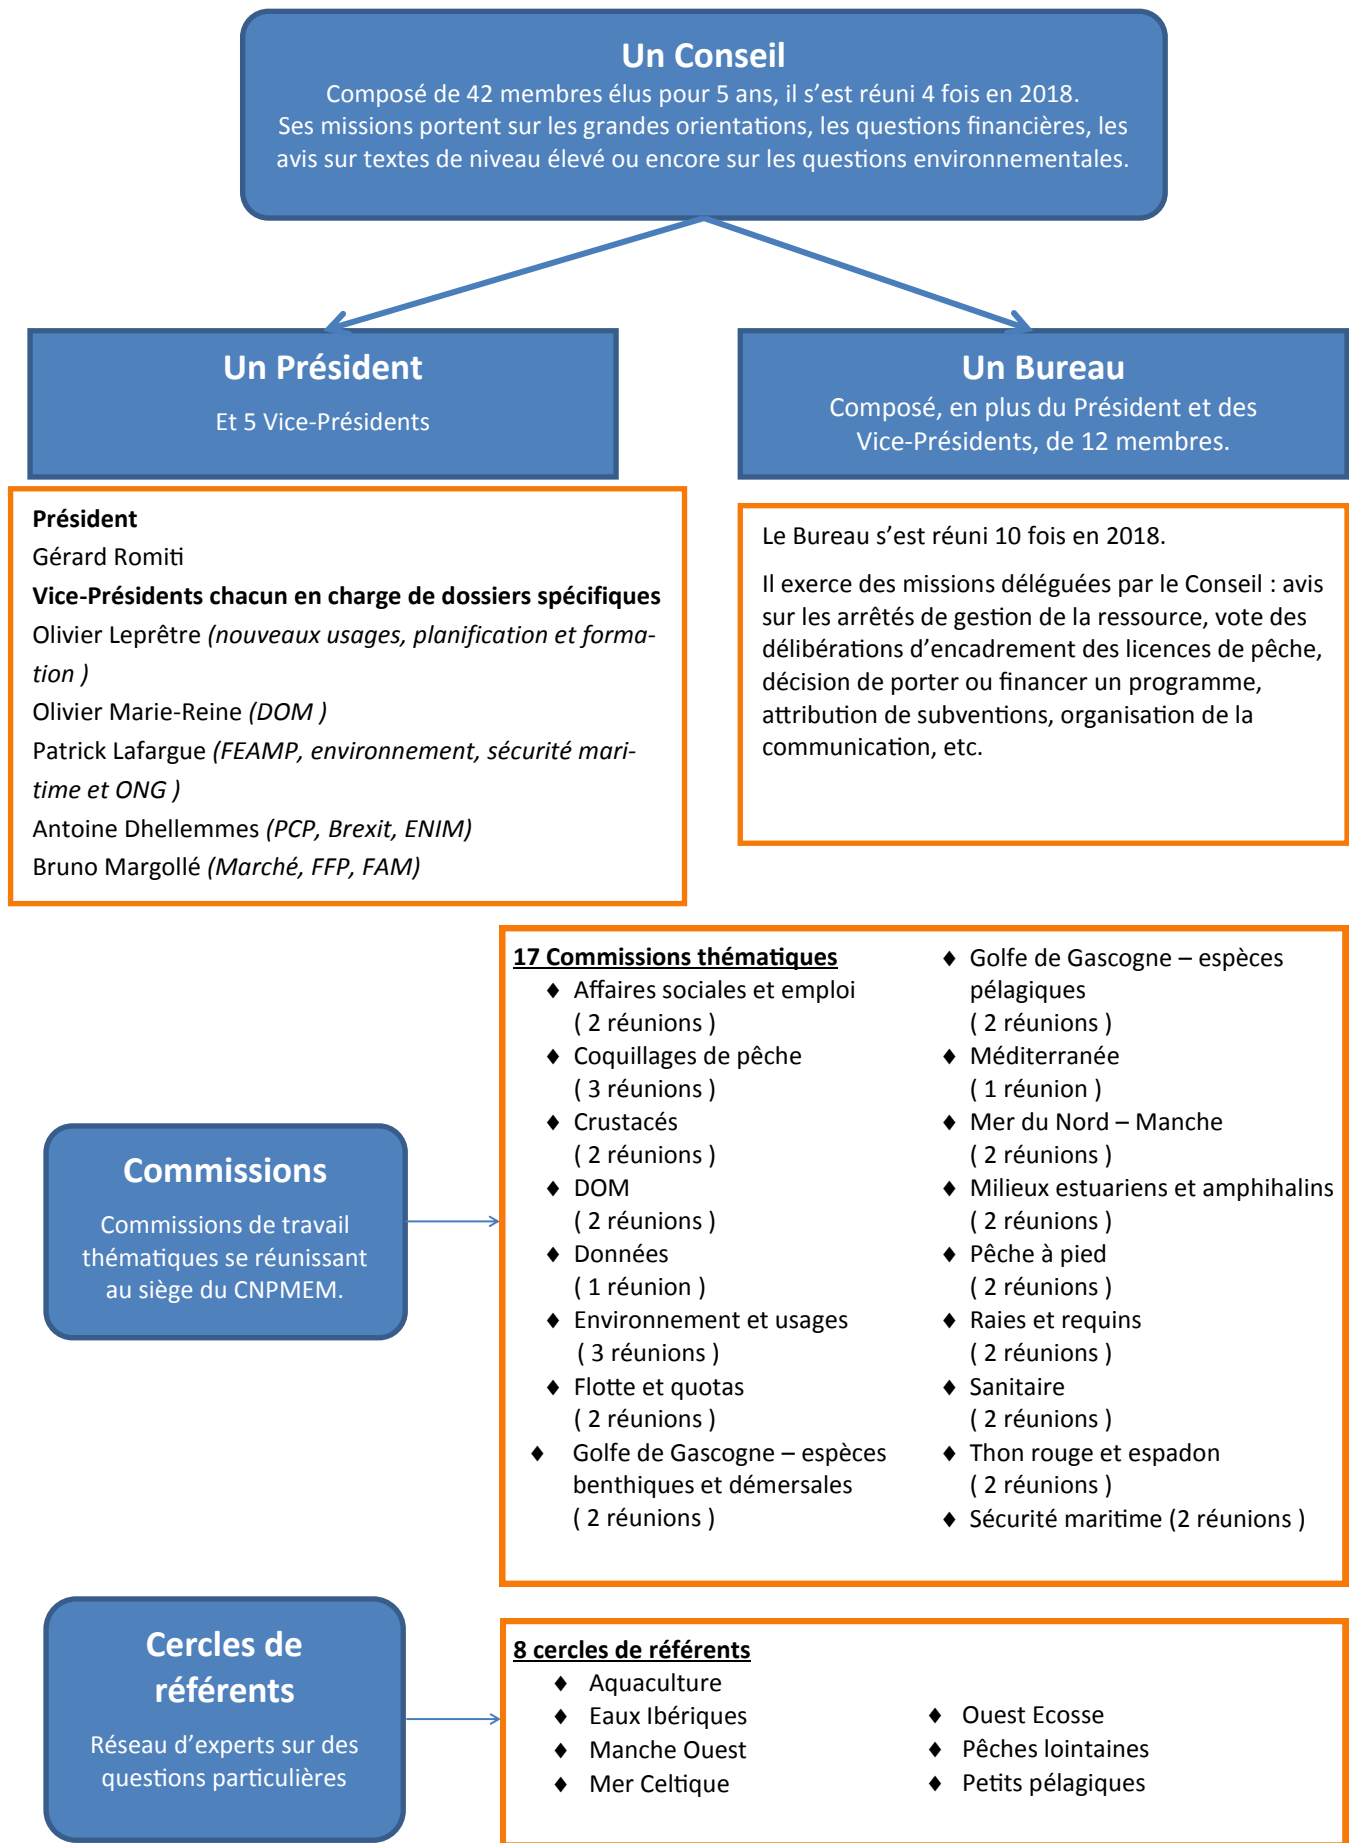 Un Conseil
Composé de 42 membres élus pour 5 ans, il s’est réuni 4 fois en 2018.
Ses missions portent sur les grandes orientations, les questions financières, les
avis sur textes de niveau élevé ou encore sur les questions environnementales.
Un Président
Et 5 Vice-Présidents
Un Bureau
Composé, en plus du Président et des
Vice-Présidents, de 12 membres.
Président
Gérard Romiti
Vice-Présidents chacun en charge de dossiers spécifiques
Olivier Leprêtre (nouveaux usages, planification et forma-
tion )
Olivier Marie-Reine (DOM )
Patrick Lafargue (FEAMP, environnement, sécurité mari-
time et ONG )
Antoine Dhellemmes (PCP, Brexit, ENIM)
Bruno Margollé (Marché, FFP, FAM)
Le Bureau s’est réuni 10 fois en 2018.
Il exerce des missions déléguées par le Conseil : avis
sur les arrêtés de gestion de la ressource, vote des
délibérations d’encadrement des licences de pêche,
décision de porter ou financer un programme,
attribution de subventions, organisation de la
communication, etc.
Commissions
Commissions de travail
thématiques se réunissant
au siège du CNPMEM.
17 Commissions thématiques
♦ Affaires sociales et emploi
( 2 réunions )
♦ Coquillages de pêche
( 3 réunions )
♦ Crustacés
( 2 réunions )
♦ DOM
( 2 réunions )
♦ Données
( 1 réunion )
♦ Environnement et usages
( 3 réunions )
♦ Flotte et quotas
( 2 réunions )
♦ Golfe de Gascogne – espèces
benthiques et démersales
( 2 réunions )
♦ Golfe de Gascogne – espèces
pélagiques
( 2 réunions )
♦ Méditerranée
( 1 réunion )
♦ Mer du Nord – Manche
( 2 réunions )
♦ Milieux estuariens et amphihalins
( 2 réunions )
♦ Pêche à pied
( 2 réunions )
♦ Raies et requins
( 2 réunions )
♦ Sanitaire
( 2 réunions )
♦ Thon rouge et espadon
( 2 réunions )
♦ Sécurité maritime (2 réunions )
Cercles de
référents
Réseau d’experts sur des
questions particulières
8 cercles de référents
♦ Aquaculture
♦ Eaux Ibériques
♦ Manche Ouest
♦ Mer Celtique
♦ Ouest Ecosse
♦ Pêches lointaines
♦ Petits pélagiques